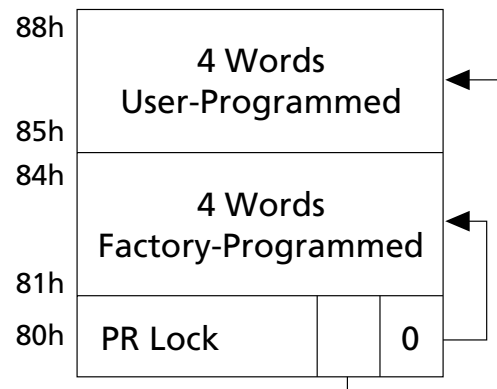 88h
4 Words
User-Programmed
85h
84h
4 Words
Factory-Programmed
81h
80h
PR Lock
0